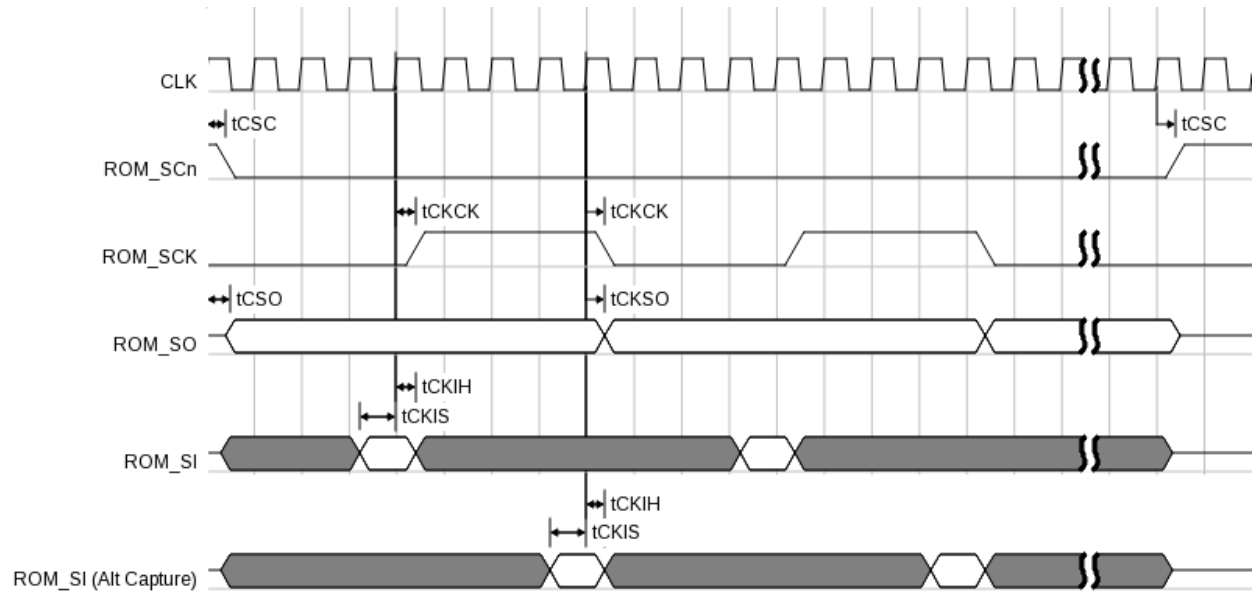 CLK
tCSC
tCSC
ROM_SCn
tCKCK
tCKCK
ROM_SCK
tCSO
tCKSO
ROM_SO
tCKIH
tCKIS
ROM_SI
tCKIH
tCKIS
ROM_SI (Alt Capture)